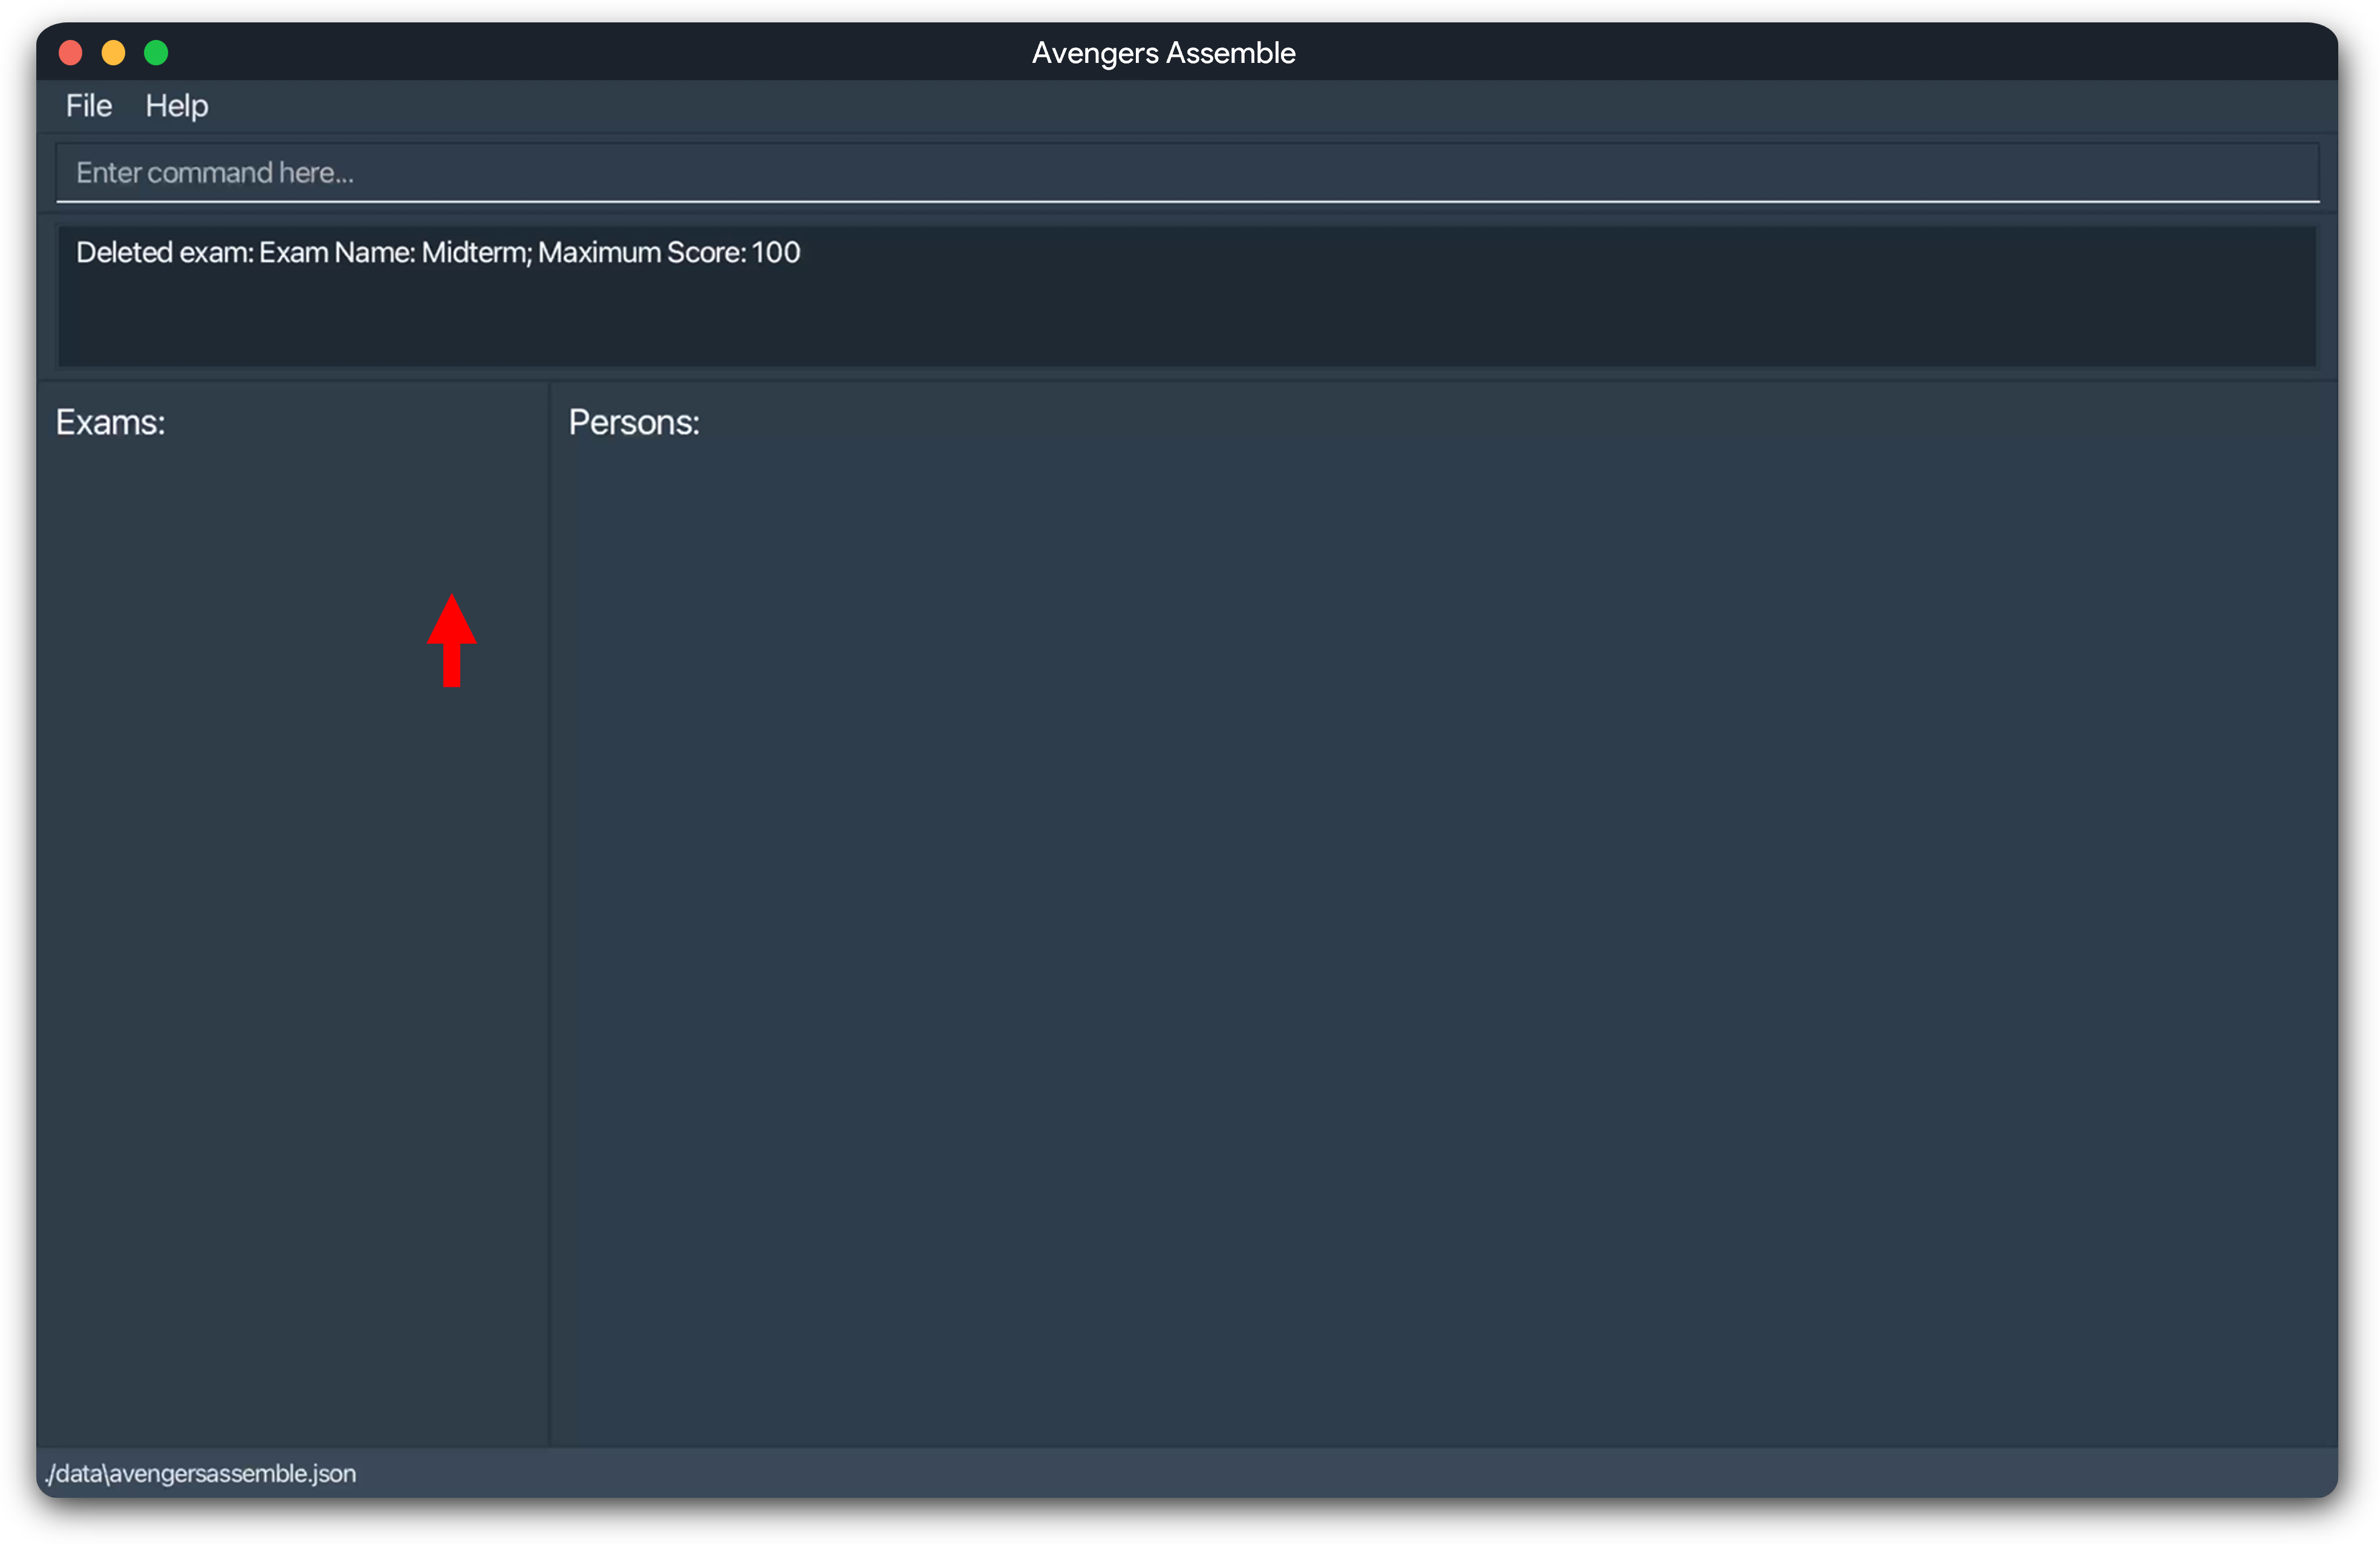 Avengers Assemble
File Help
Enter command here...
Deleted exam: Exam Name: Midterm; Maximum Score: 100
Exams:
Persons:
./data\avengersassemble.json